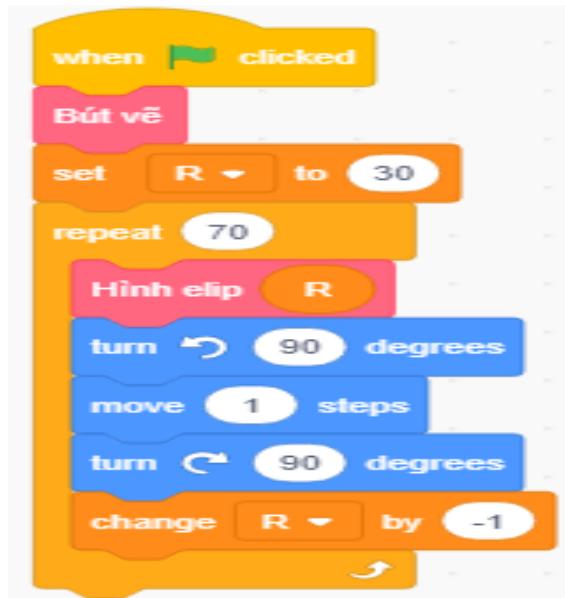 when clicked
Bút vẽ
set R to 30
repeat 70
Hình elip R
turn 90 degrees
move 1 steps
turn 90 degrees
change R by -1